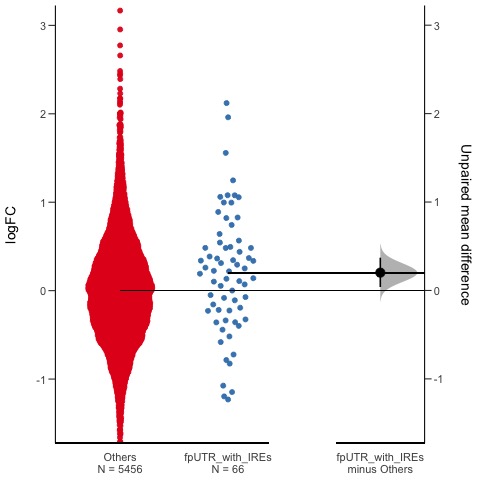 logFC
3
2
1
0
-1
3
2
1
0
-1
Unpaired mean difference
Others
N = 5456
fpUTR_with_IREs
N = 66
fpUTR_with_IREs
minus Others